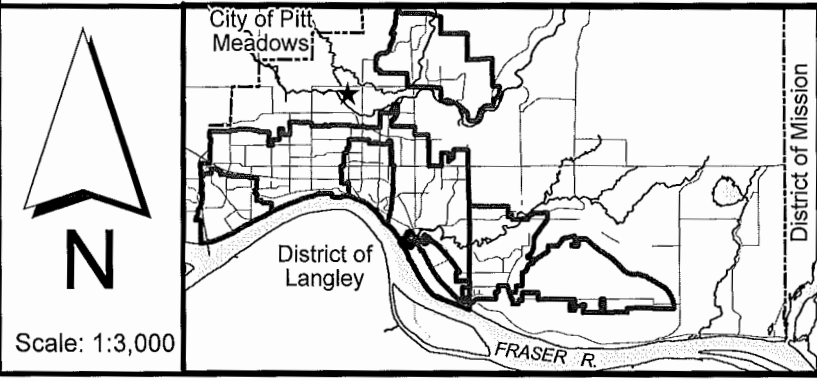 N
Scale: 1:3,000
City of Pitt
Meadows
District of
Langley
FRASER R.
District of Mission